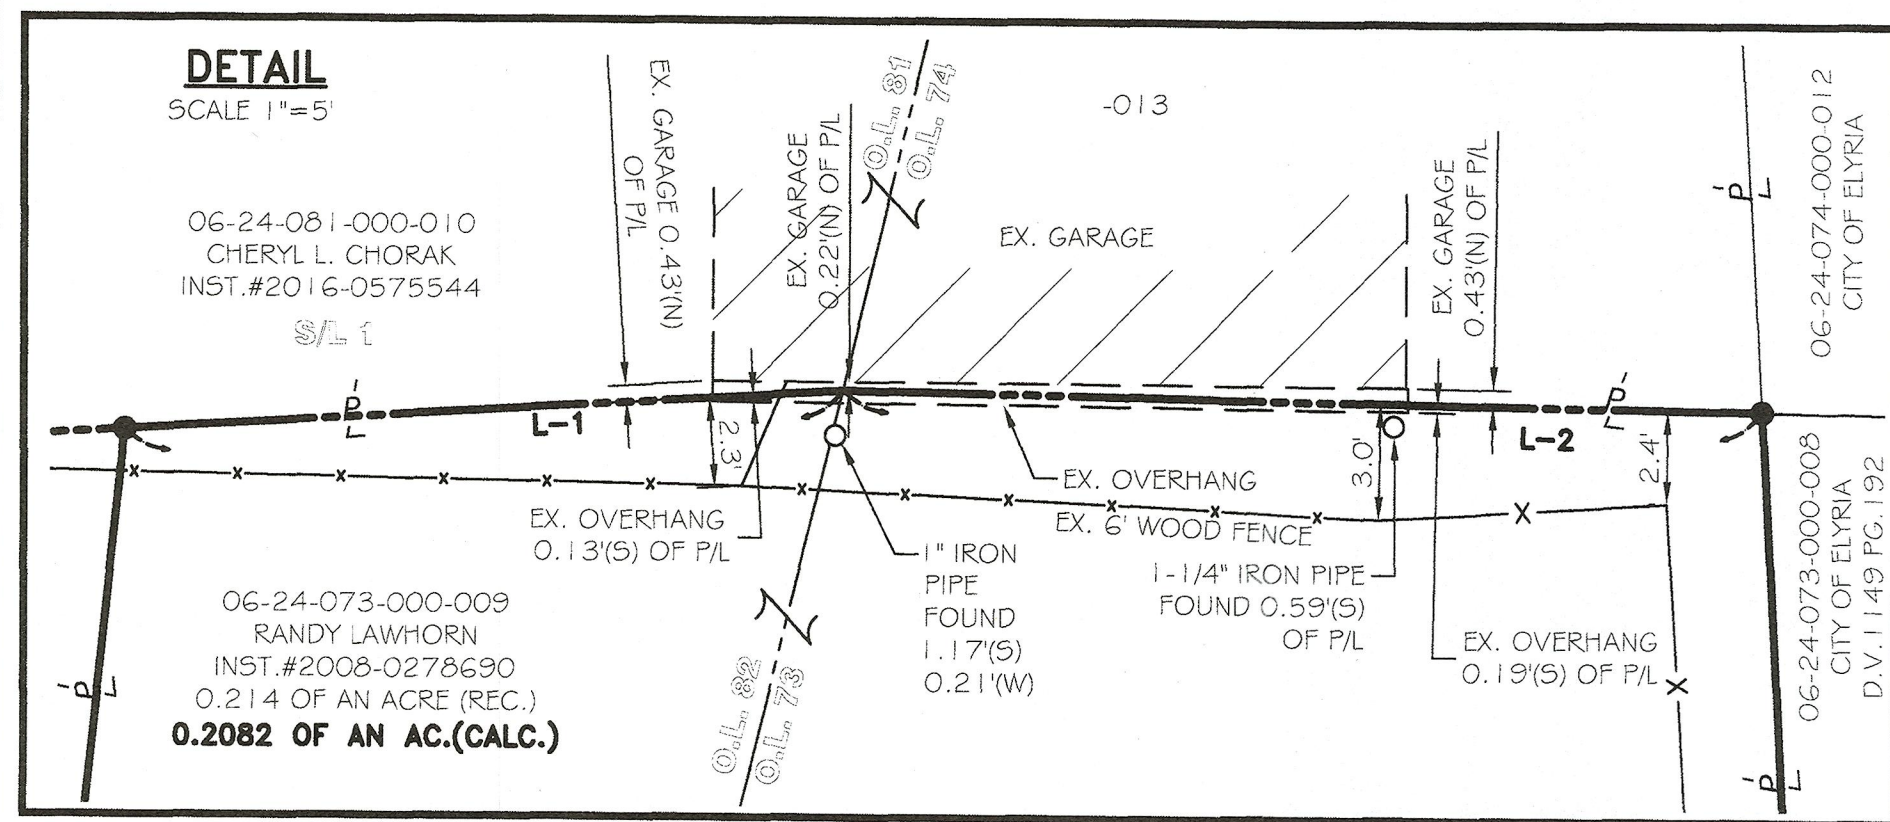 DETAIL
SCALE 1"=5'
06-24-081-000-010
CHERYL L. CHORAK
INST.#2016-0575544
S/L 1
EX. GARAGE 0.43'(N)
OF P/L
EX. GARAGE
0.22'(N) OF P/L
O.L. 81
O.L. 74
-013
EX. GARAGE
EX. GARAGE
0.43'(N) OF P/L
P
L
06-24-074-000-012
CITY OF ELYRIA
P
L
L-1
2.3'
P
L
L-2
3.0'
2.4'
EX. OVERHANG
EX. 6' WOOD FENCE
EX. OVERHANG
0.13'(S) OF P/L
1" IRON
PIPE
FOUND
1.17'(S)
0.21'(W)
1-1/4" IRON PIPE
FOUND 0.59'(S)
OF P/L
EX. OVERHANG
0.19'(S) OF P/L
06-24-073-000-009
RANDY LAWHORN
INST.#2008-0278690
0.214 OF AN ACRE (REC.)
0.2082 OF AN AC.(CALC.)
P
L
O.L. 82
O.L. 73
P
L
06-24-073-000-008
CITY OF ELYRIA
D.V.1149 PG.192